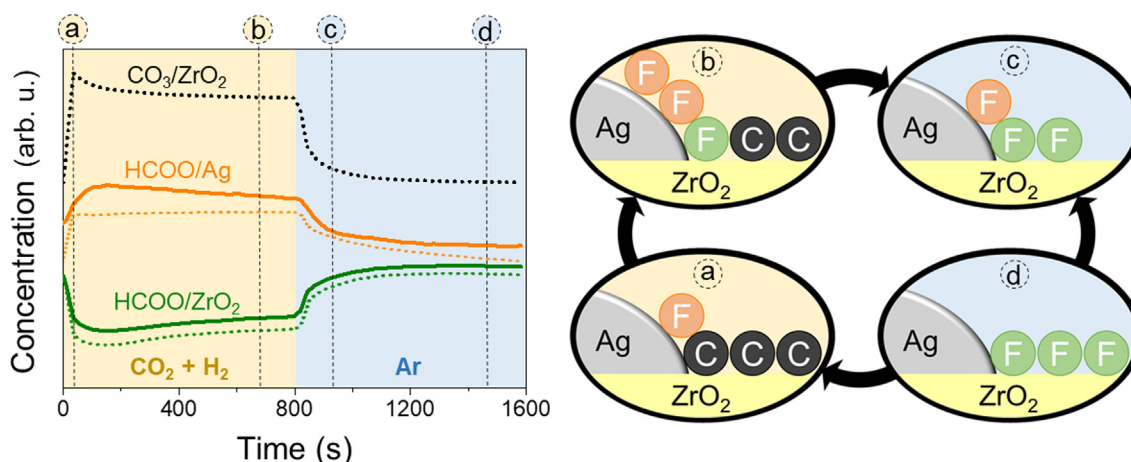 a
b
c
d
CO₃/ZrO₂
HCOO/Ag
HCOO/ZrO₂
CO₂ + H₂
Ar
Concentration (arb. u.)
0
400
800
1200
1600
Time (s)
b
F
F
Ag
F
C
C
ZrO₂
c
F
Ag
F
F
ZrO₂
a
F
Ag
C
C
C
ZrO₂
d
Ag
F
F
F
ZrO₂